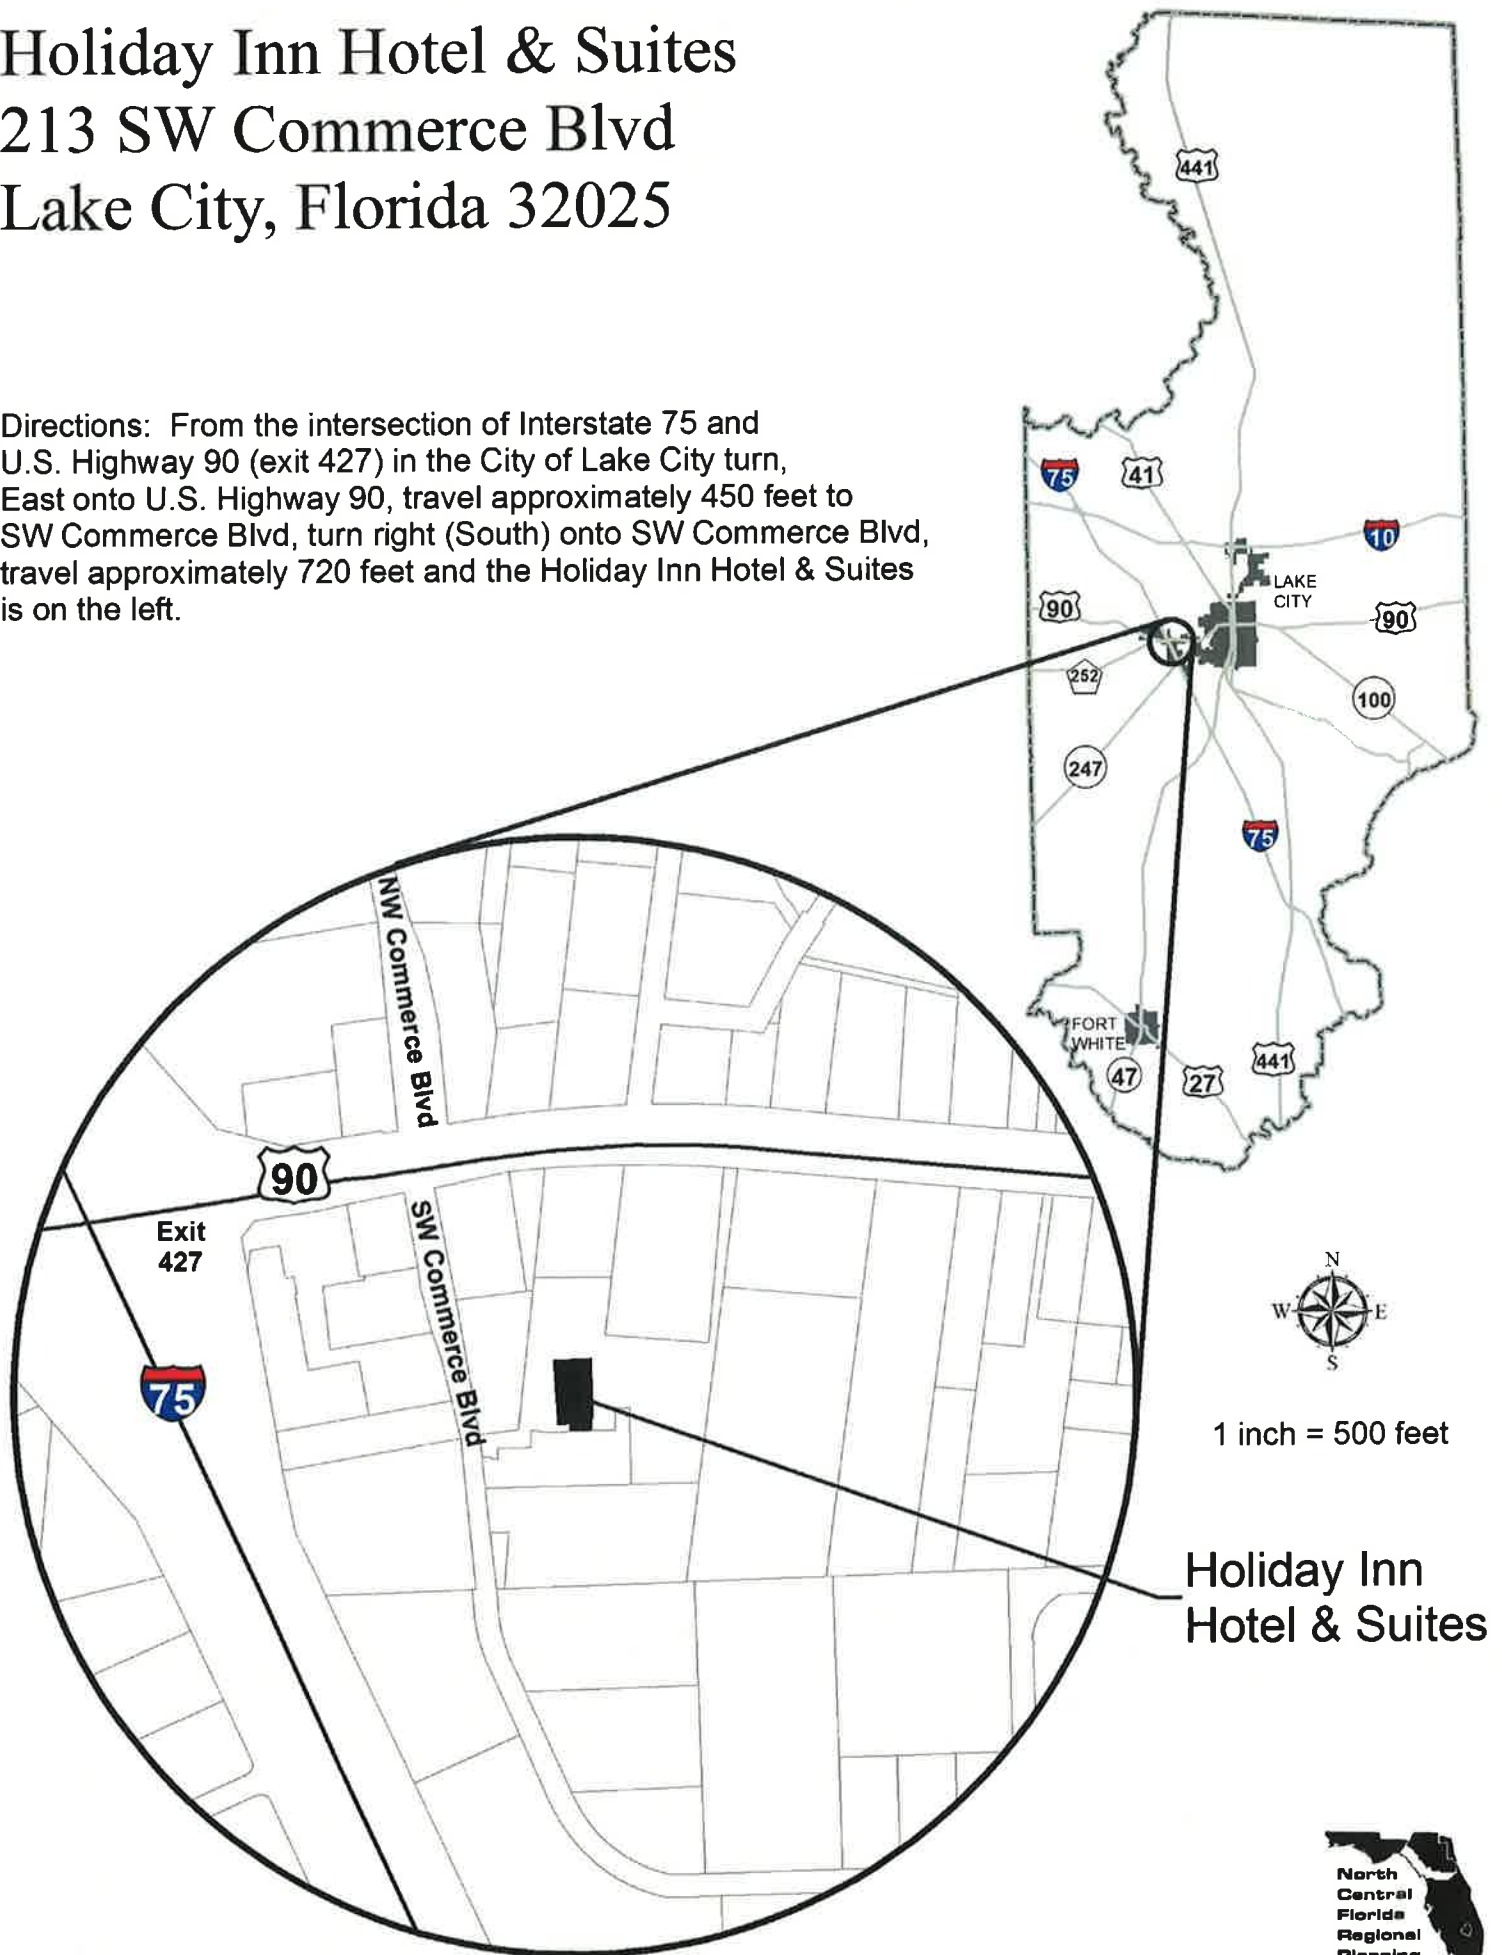 Holiday Inn Hotel & Suites
213 SW Commerce Blvd
Lake City, Florida 32025
Directions: From the intersection of Interstate 75 and
U.S. Highway 90 (exit 427) in the City of Lake City turn,
East onto U.S. Highway 90, travel approximately 450 feet to
SW Commerce Blvd, turn right (South) onto SW Commerce Blvd,
travel approximately 720 feet and the Holiday Inn Hotel & Suites
is on the left.
441
75
41
10
LAKE
CITY
90
90
252
100
247
75
FORT
WHITE
47
27
441
NW Commerce Blvd
90
Exit
427
SW Commerce Blvd
75
N
W
E
S
1 inch = 500 feet
Holiday Inn
Hotel & Suites
North
Central
Florida
Regional
Planning